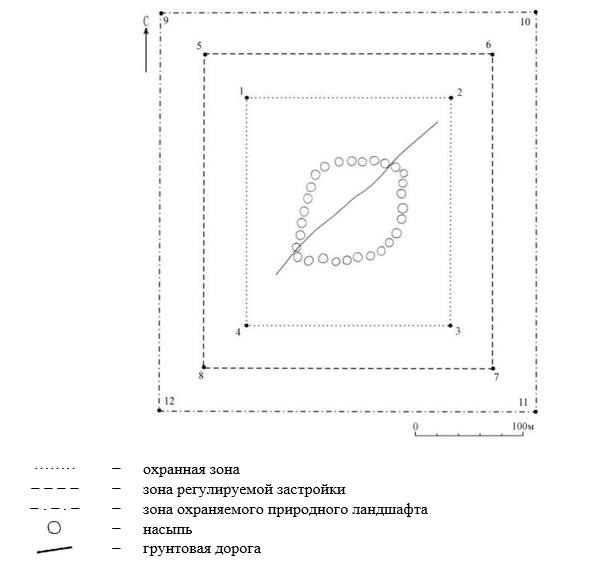 С
9
10
5
6
1
2
4
3
8
7
12
11
0
100м
– охранная зона
– зона регулируемой застройки
– зона охраняемого природного ландшафта
– насыпь
– грунтовая дорога